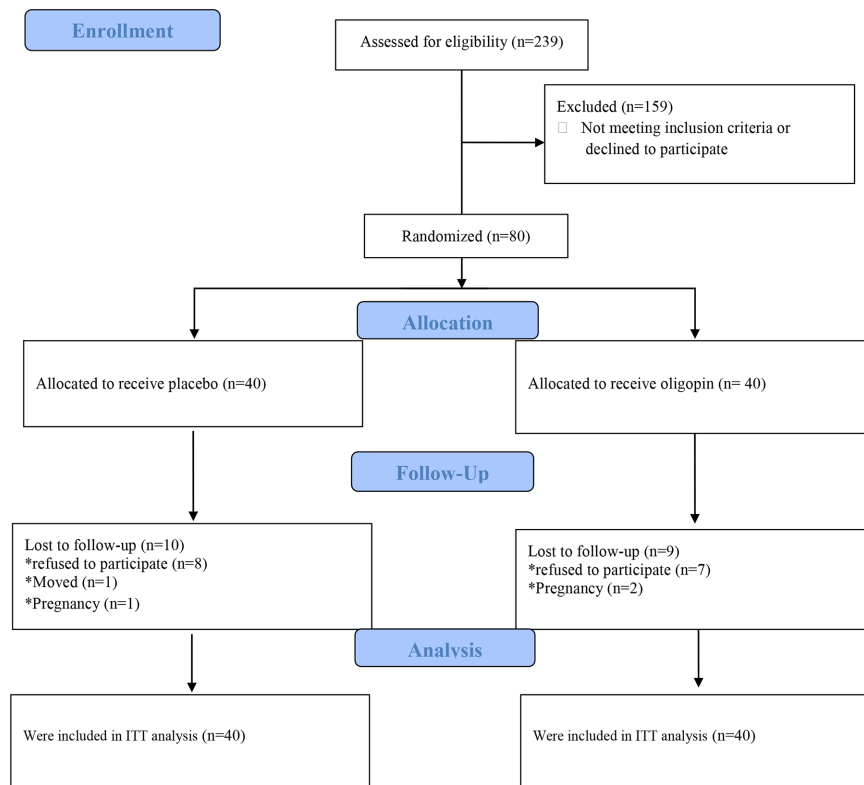 Enrollment
Assessed for eligibility (n=239)
Excluded (n=159)
Not meeting inclusion criteria or
declined to participate
Randomized (n=80)
Allocation
Allocated to receive placebo (n=40)
Allocated to receive oligopin (n= 40)
Follow-Up
Lost to follow-up (n=10)
*refused to participate (n=8)
*Moved (n=1)
*Pregnancy (n=1)
Lost to follow-up (n=9)
*refused to participate (n=7)
*Pregnancy (n=2)
Analysis
Were included in ITT analysis (n=40)
Were included in ITT analysis (n=40)